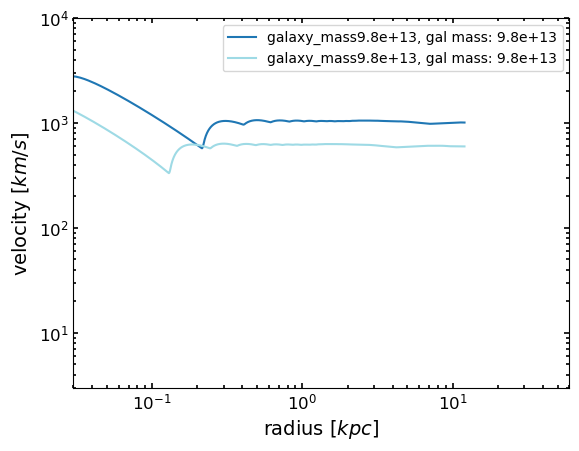 10^4
10^3
10^2
10^1
velocity [km/s]
galaxy_mass9.8e+13, gal mass: 9.8e+13
galaxy_mass9.8e+13, gal mass: 9.8e+13
10^−1
10^0
10^1
radius [kpc]